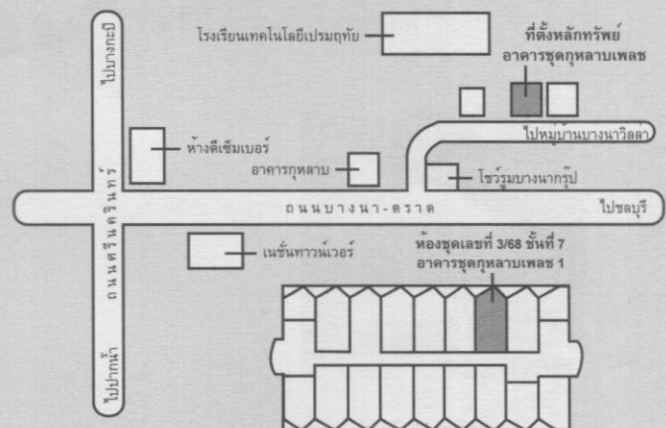 โรงเรียนเทคโนโลยีเปรมฤทัย
ที่ตั้งหลักทรัพย์
อาคารชุดกุหลาบเพลช
ไปบางกะปิ
ห้างดีเซ็มเบอร์
อาคารกุหลาบ
ไปหมู่บ้านบางนาวิลล่า
โชว์รูมบางนากรุ๊ป
ถนนบางนา-ตราด
ไปชลบุรี
ถนนศรีนครินทร์
เนชั่นทาวน์เวอร์
ห้องชุดเลขที่ 3/68 ชั้นที่ 7
อาคารชุดกุหลาบเพลช 1
ไปปากน้ำ